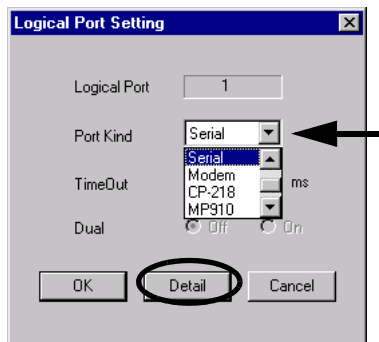 Logical Port Setting
Logical Port 1
Port Kind Serial
Serial
Modem
CP-218
MP910
TimeOut ms
Dual Off On
OK Detail Cancel